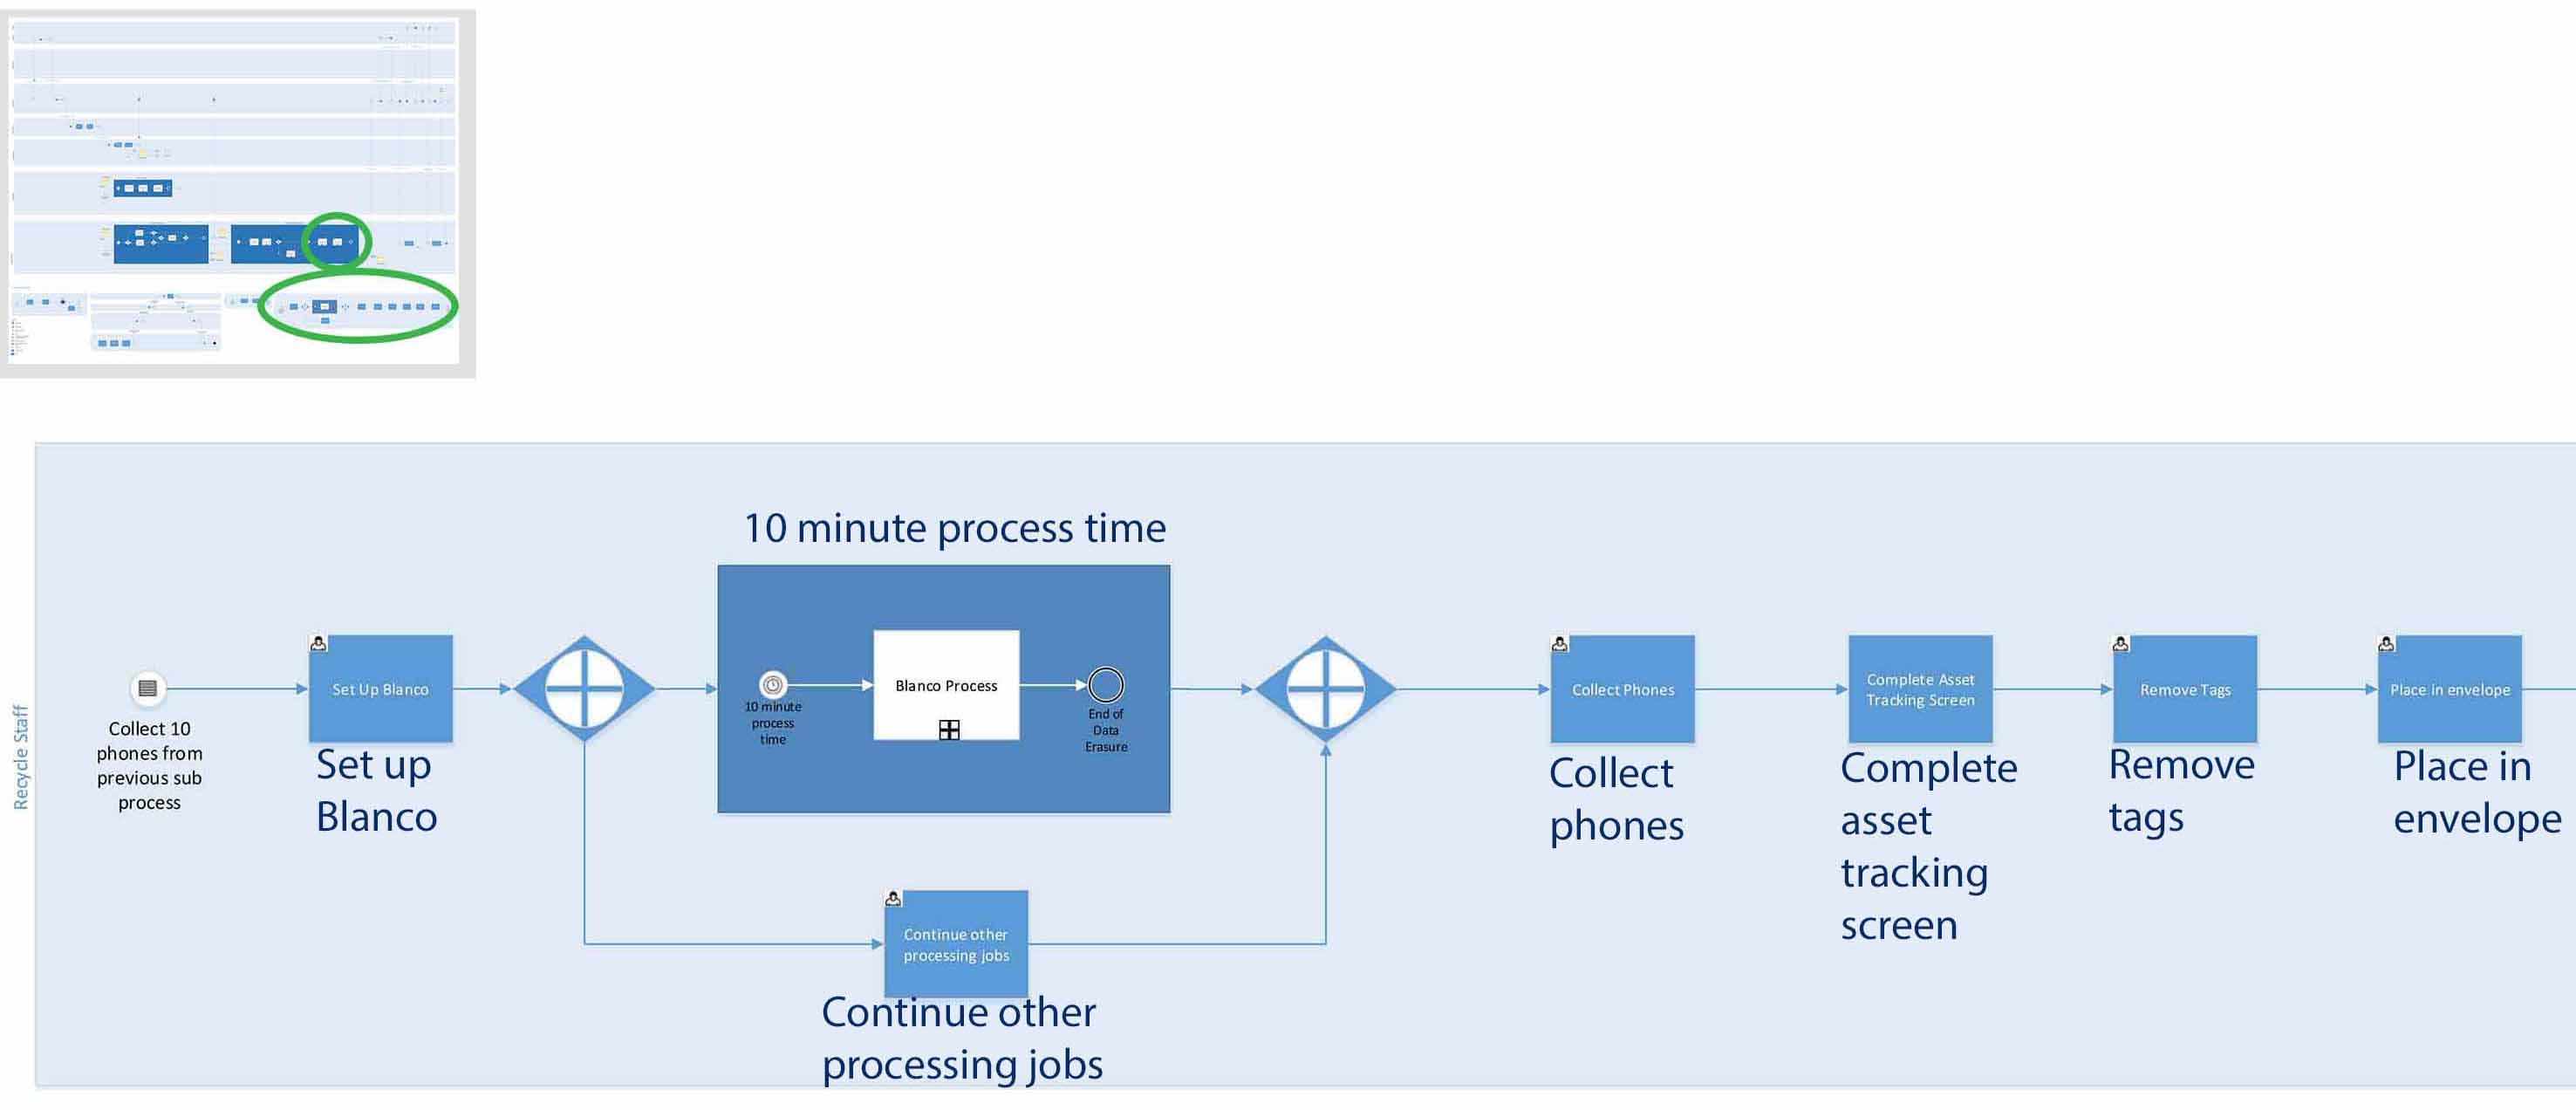 10 minute process time
Recycle Staff
Collect 10
phones from
previous sub
process
Set Up Blanco
Set up
Blanco
10 minute
process
time
Blanco Process
End of
Data
Erasure
Continue other
processing jobs
Continue other
processing jobs
Collect Phones
Collect
phones
Complete Asset
Tracking Screen
Complete
asset
tracking
screen
Remove Tags
Remove
tags
Place in envelope
Place in
envelope